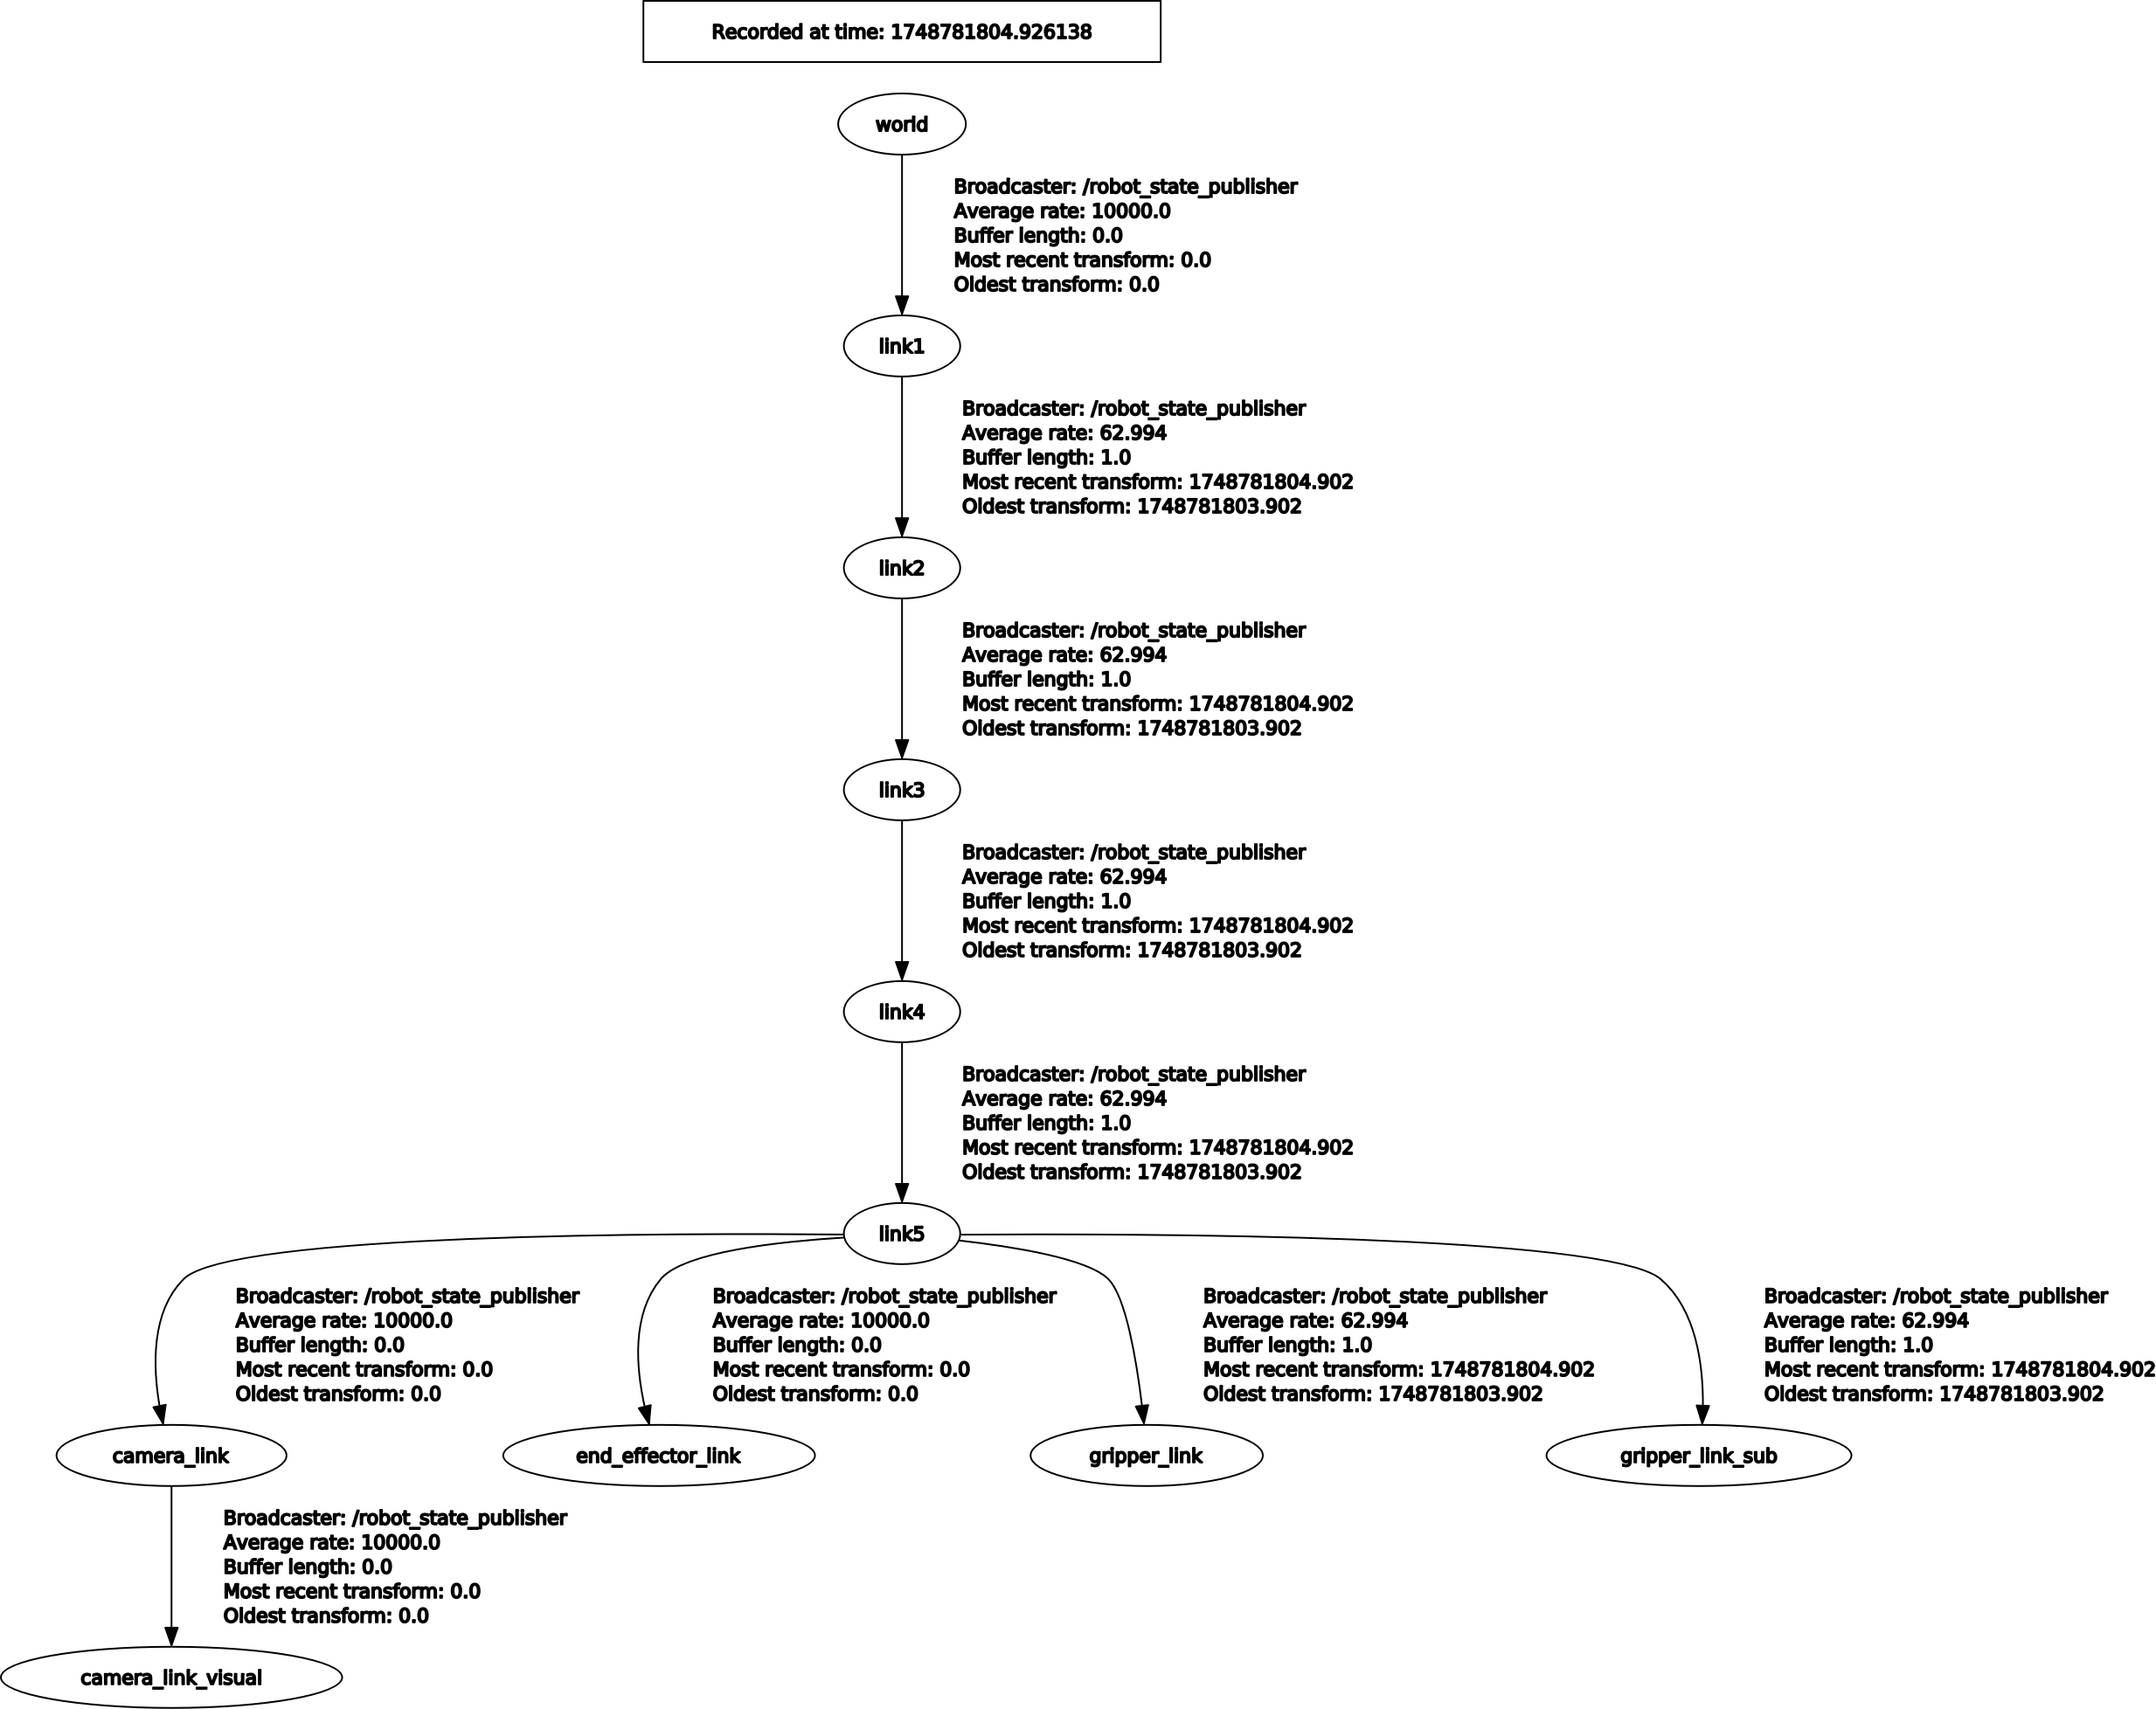 Recorded at time: 1748781804.926138
world
Broadcaster: /robot_state_publisher
Average rate: 10000.0
Buffer length: 0.0
Most recent transform: 0.0
Oldest transform: 0.0
link1
Broadcaster: /robot_state_publisher
Average rate: 62.994
Buffer length: 1.0
Most recent transform: 1748781804.902
Oldest transform: 1748781803.902
link2
Broadcaster: /robot_state_publisher
Average rate: 62.994
Buffer length: 1.0
Most recent transform: 1748781804.902
Oldest transform: 1748781803.902
link3
Broadcaster: /robot_state_publisher
Average rate: 62.994
Buffer length: 1.0
Most recent transform: 1748781804.902
Oldest transform: 1748781803.902
link4
Broadcaster: /robot_state_publisher
Average rate: 62.994
Buffer length: 1.0
Most recent transform: 1748781804.902
Oldest transform: 1748781803.902
link5
Broadcaster: /robot_state_publisher
Average rate: 10000.0
Buffer length: 0.0
Most recent transform: 0.0
Oldest transform: 0.0
Broadcaster: /robot_state_publisher
Average rate: 10000.0
Buffer length: 0.0
Most recent transform: 0.0
Oldest transform: 0.0
Broadcaster: /robot_state_publisher
Average rate: 62.994
Buffer length: 1.0
Most recent transform: 1748781804.902
Oldest transform: 1748781803.902
Broadcaster: /robot_state_publisher
Average rate: 62.994
Buffer length: 1.0
Most recent transform: 1748781804.902
Oldest transform: 1748781803.902
camera_link
end_effector_link
gripper_link
gripper_link_sub
Broadcaster: /robot_state_publisher
Average rate: 10000.0
Buffer length: 0.0
Most recent transform: 0.0
Oldest transform: 0.0
camera_link_visual